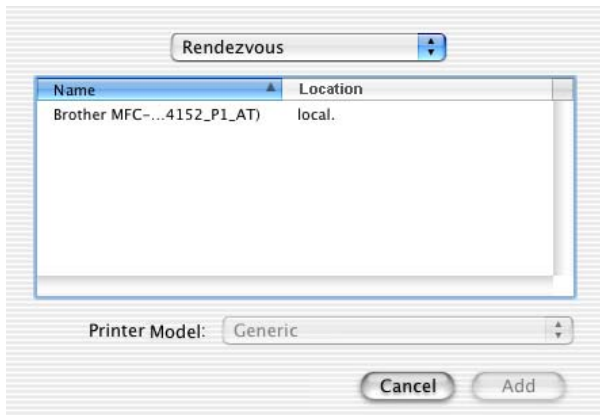 Rendezvous
Name Location
Brother MFC-...4152_P1_AT) local.
Printer Model: Generic
Cancel Add